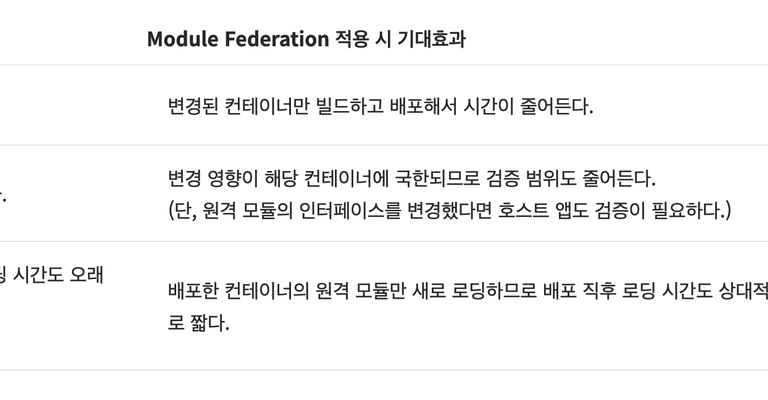 Module Federation 적용 시 기대효과
변경된 컨테이너만 빌드하고 배포해서 시간이 줄어든다.
변경 영향이 해당 컨테이너에 국한되므로 검증 범위도 줄어든다.
(단, 원격 모듈의 인터페이스를 변경했다면 호스트 앱도 검증이 필요하다.)
시간도 오래
배포한 컨테이너의 원격 모듈만 새로 로딩하므로 배포 직후 로딩 시간도 상대적
로 짧다.